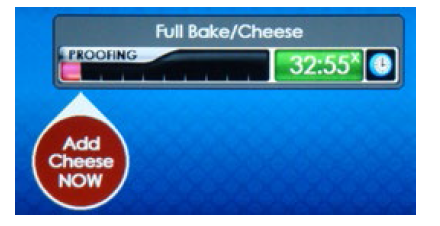 Full Bake/Cheese
PROOFING
32:55x
Add
Cheese
NOW